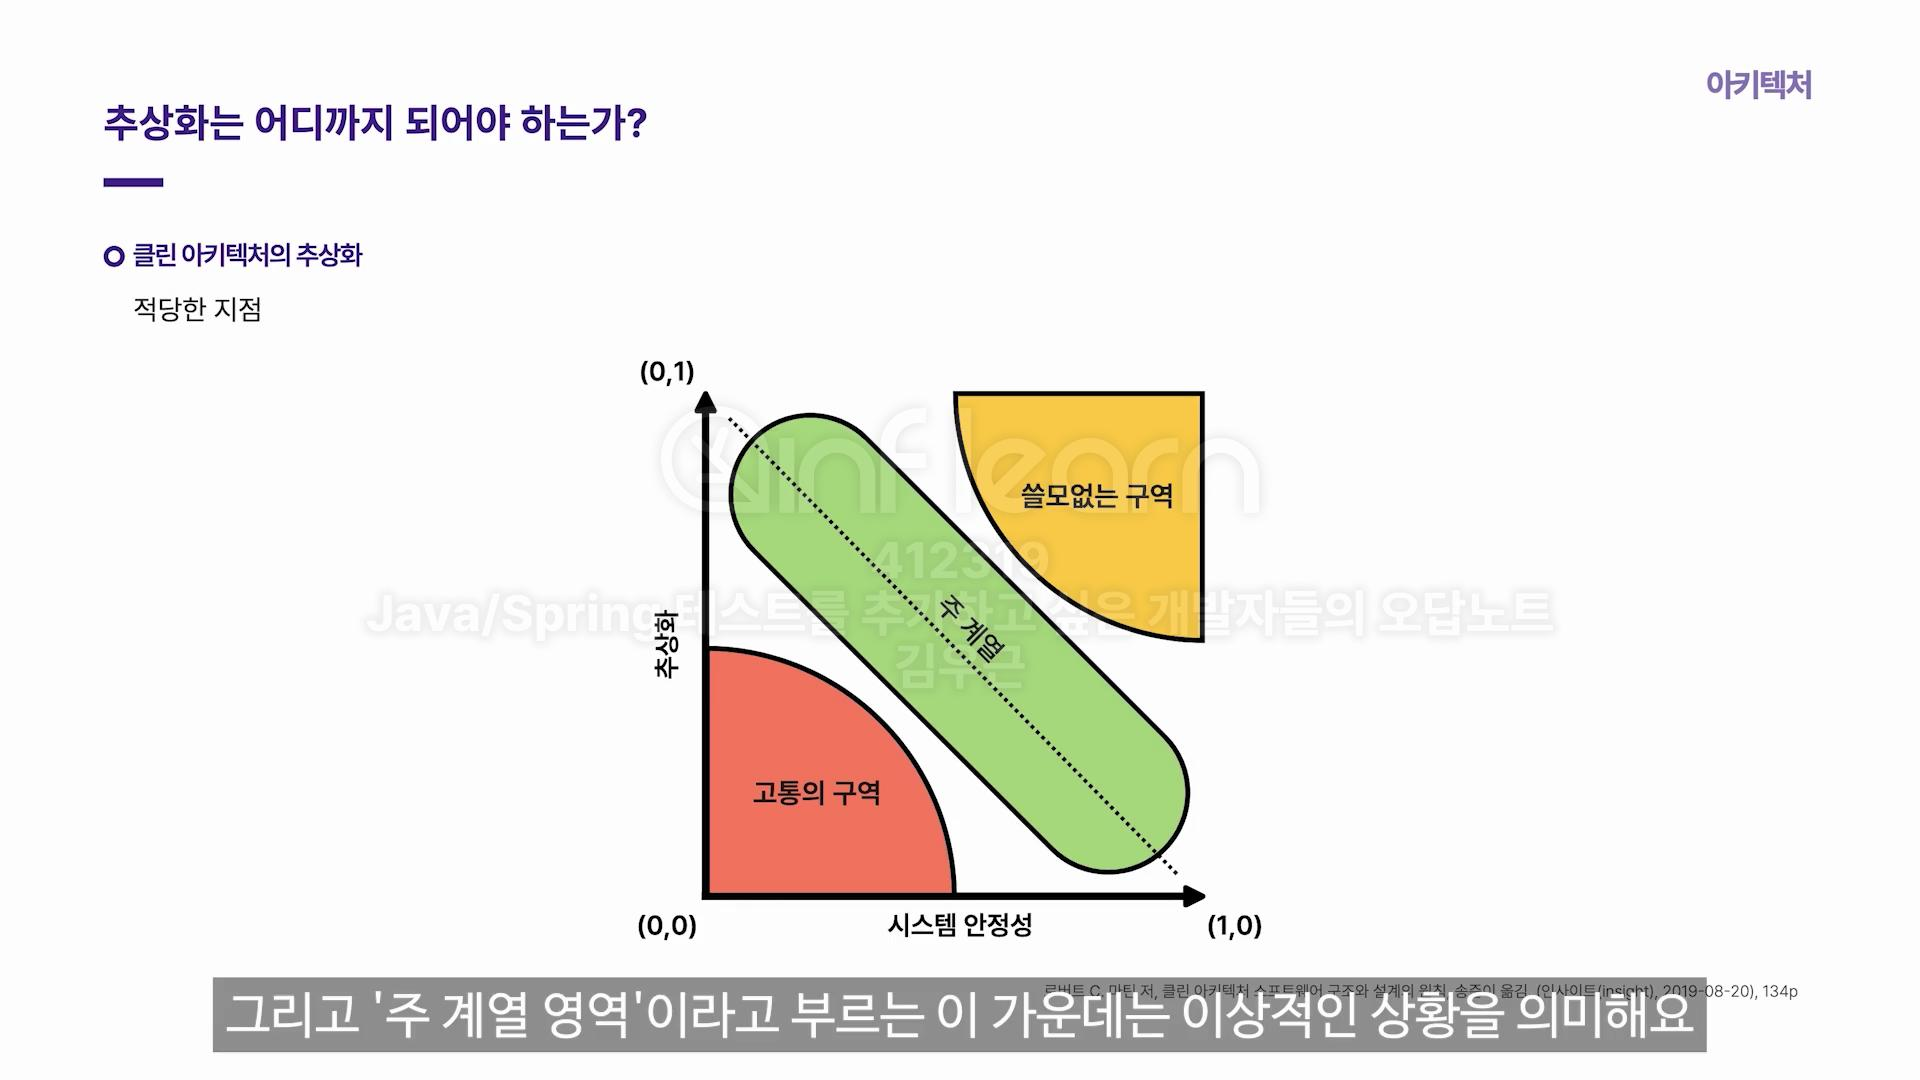 아키텍처
추상화는 어디까지 되어야 하는가?
클린 아키텍처의 추상화
적당한 지점
(0,1)
inflearn
쓸모없는 구역
412319
Java/Spring 테스트를 추가하고 싶은 개발자들의 오답노트
김우근
주 계열
추상화
고통의 구역
(0,0)
시스템 안정성
(1,0)
로버트 C. 마틴 저, 클린 아키텍처 소프트웨어 구조와 설계의 원칙, 송준이 옮김, (인사이트(insight), 2019-08-20), 134p
그리고 '주 계열 영역'이라고 부르는 이 가운데는 이상적인 상황을 의미해요